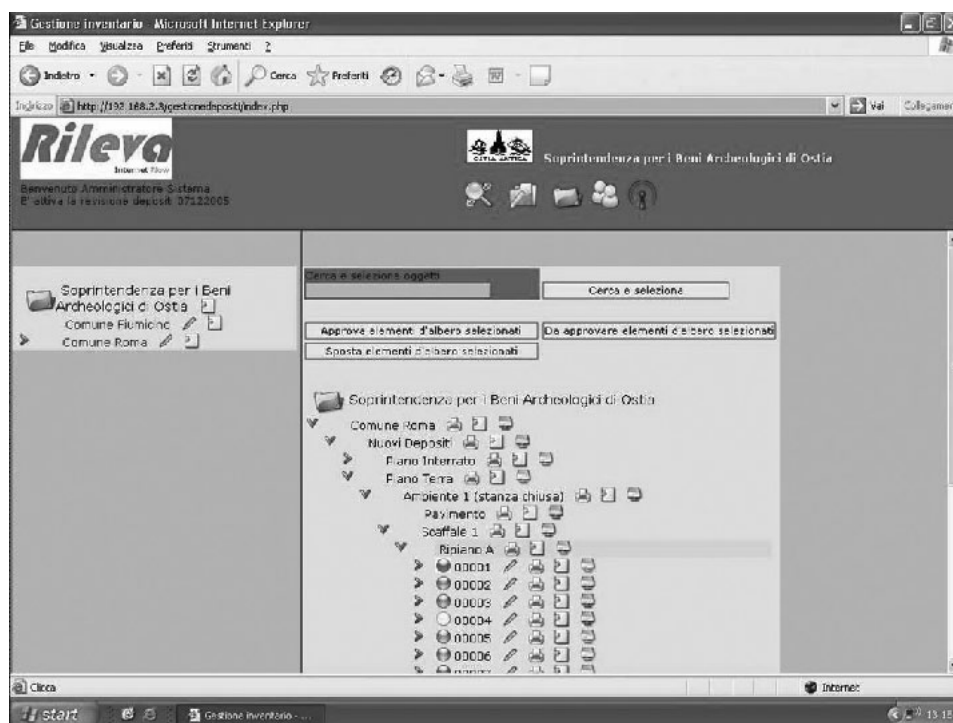 Gestione inventario - Microsoft Internet Explorer
File Modifica Visualizza Preferiti Strumenti ?
Indietro Cerca Preferiti
Indirizzo http://192.168.2.3/gestionedepositi/index.php Vai Collegamen
Rileva
Internet Now
OSTIA ANTICA
Soprintendenza per i Beni Archeologici di Ostia
Benvenuto Amministratore Sistema
E' attiva la revisione depositi 07122005
Soprintendenza per i Beni
Archeologici di Ostia
Comune Fiumicino
Comune Roma
Cerca e seleziona oggetti
Cerca e seleziona
Approva elementi d'albero selezionati Da approvare elementi d'albero selezionati
Sposta elementi d'albero selezionati
Soprintendenza per i Beni Archeologici di Ostia
Comune Roma
Nuovi Depositi
Piano Interrato
Piano Terra
Ambiente 1 (stanza chiusa)
Pavimento
Scaffale 1
Ripiano A
00001
00002
00003
00004
00005
00006
Clicca Internet
start Gestione inventario - ...